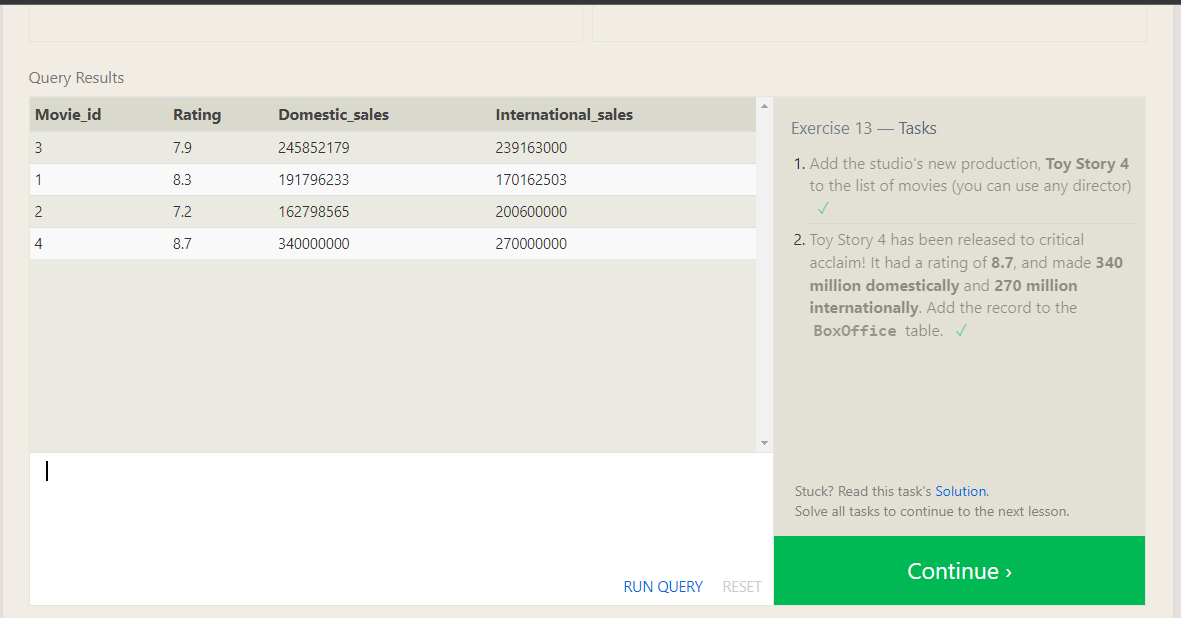 Query Results
Movie_id Rating Domestic_sales International_sales
3 7.9 245852179 239163000
1 8.3 191796233 170162503
2 7.2 162798565 200600000
4 8.7 340000000 270000000
Exercise 13 — Tasks
1. Add the studio's new production, Toy Story 4
to the list of movies (you can use any director)
✓
2. Toy Story 4 has been released to critical
acclaim! It had a rating of 8.7, and made 340
million domestically and 270 million
internationally. Add the record to the
BoxOffice table. ✓
Stuck? Read this task's Solution.
Solve all tasks to continue to the next lesson.
RUN QUERY RESET
Continue ›